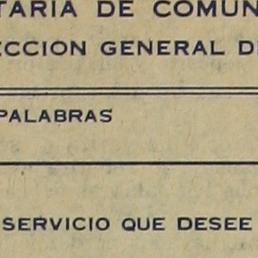 TARIA DE COMUN
ECCION GENERAL D
PALABRAS
SERVICIO QUE DESEE